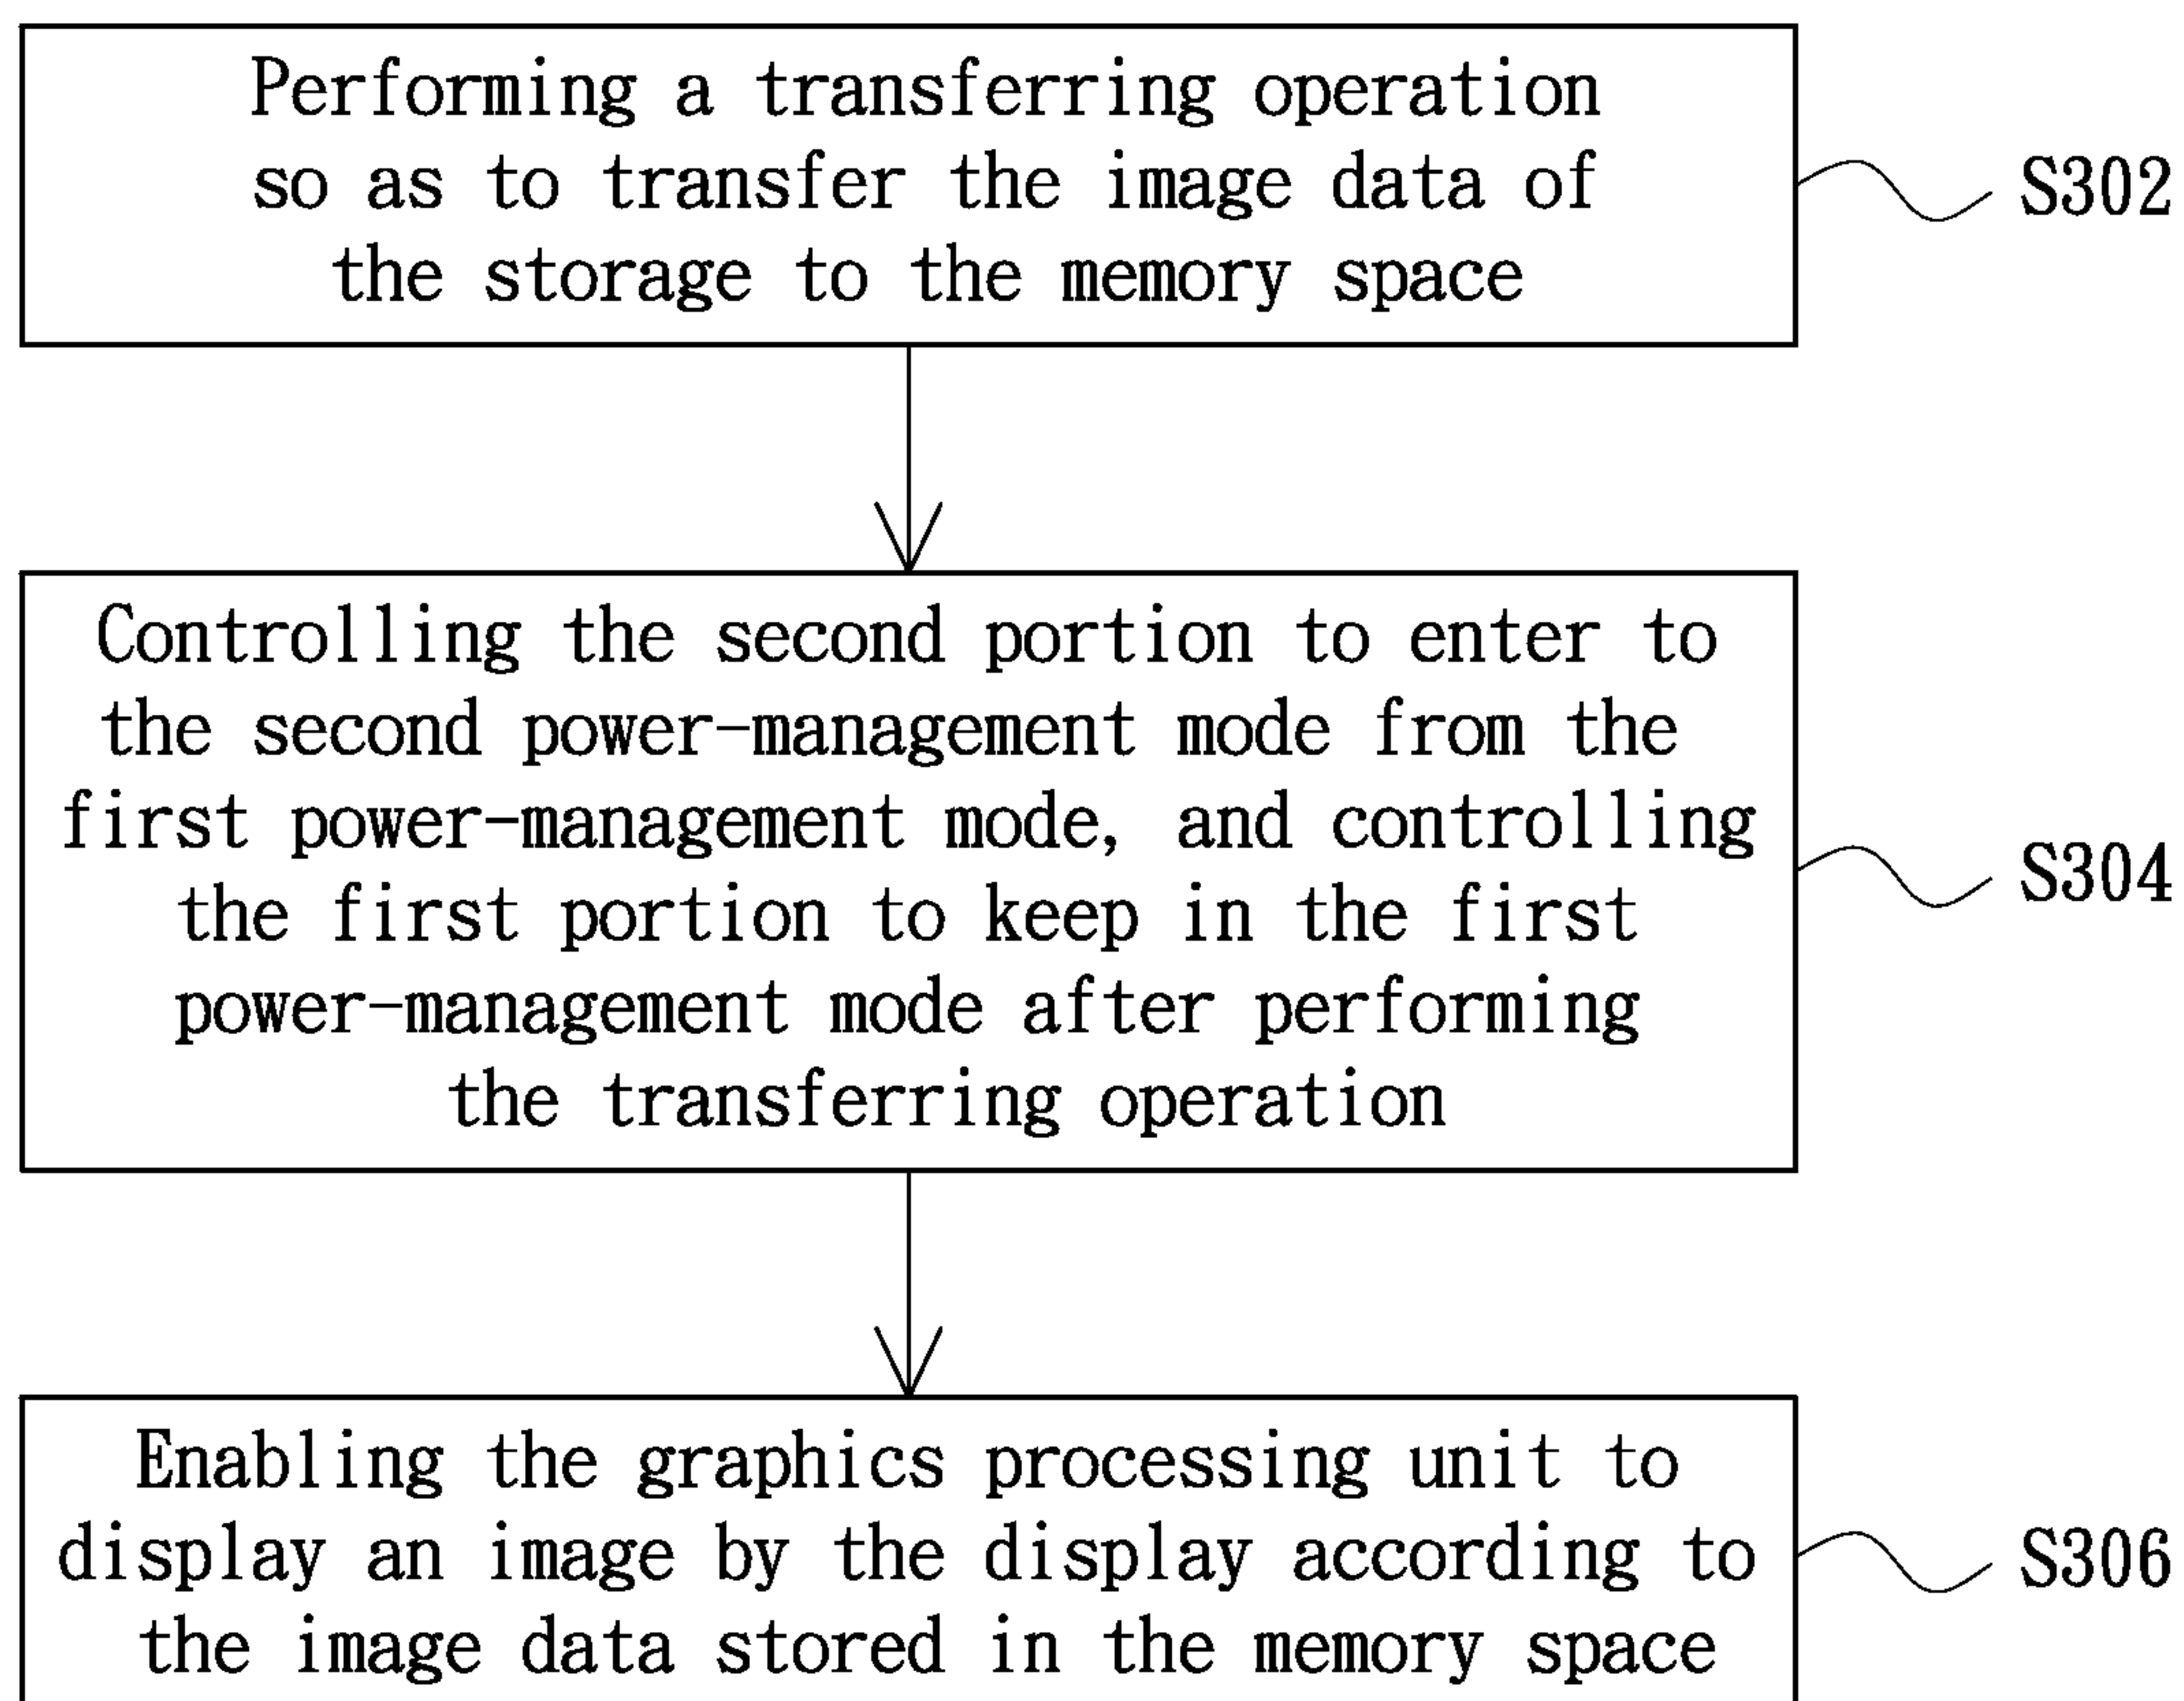 Performing a transferring operation
so as to transfer the image data of
the storage to the memory space
S302
Controlling the second portion to enter to
the second power-management mode from the
first power-management mode, and controlling
the first portion to keep in the first
power-management mode after performing
the transferring operation
S304
Enabling the graphics processing unit to
display an image by the display according to
the image data stored in the memory space
S306